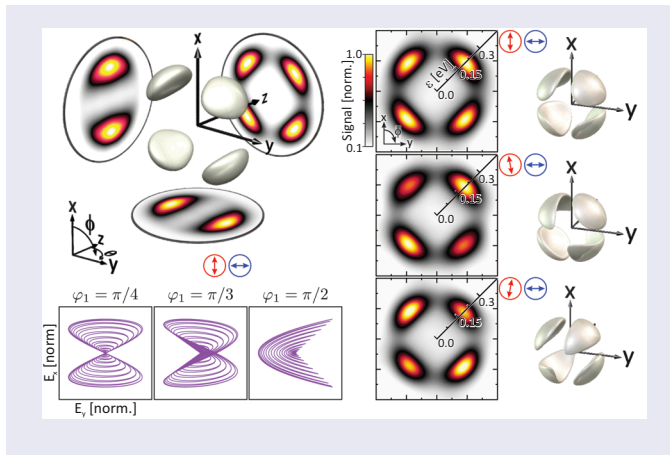 x
z
y
x
ϕ
z
θ
y
φ₁ = π/4
φ₁ = π/3
φ₁ = π/2
Eₓ [norm]
Eᵧ [norm.]
Signal [norm.]
1.0
0.1
ε [eV]
0.3
0.15
0.0
x
ϕ
y
x
y
0.3
0.15
0.0
x
y
0.3
0.15
0.0
x
y